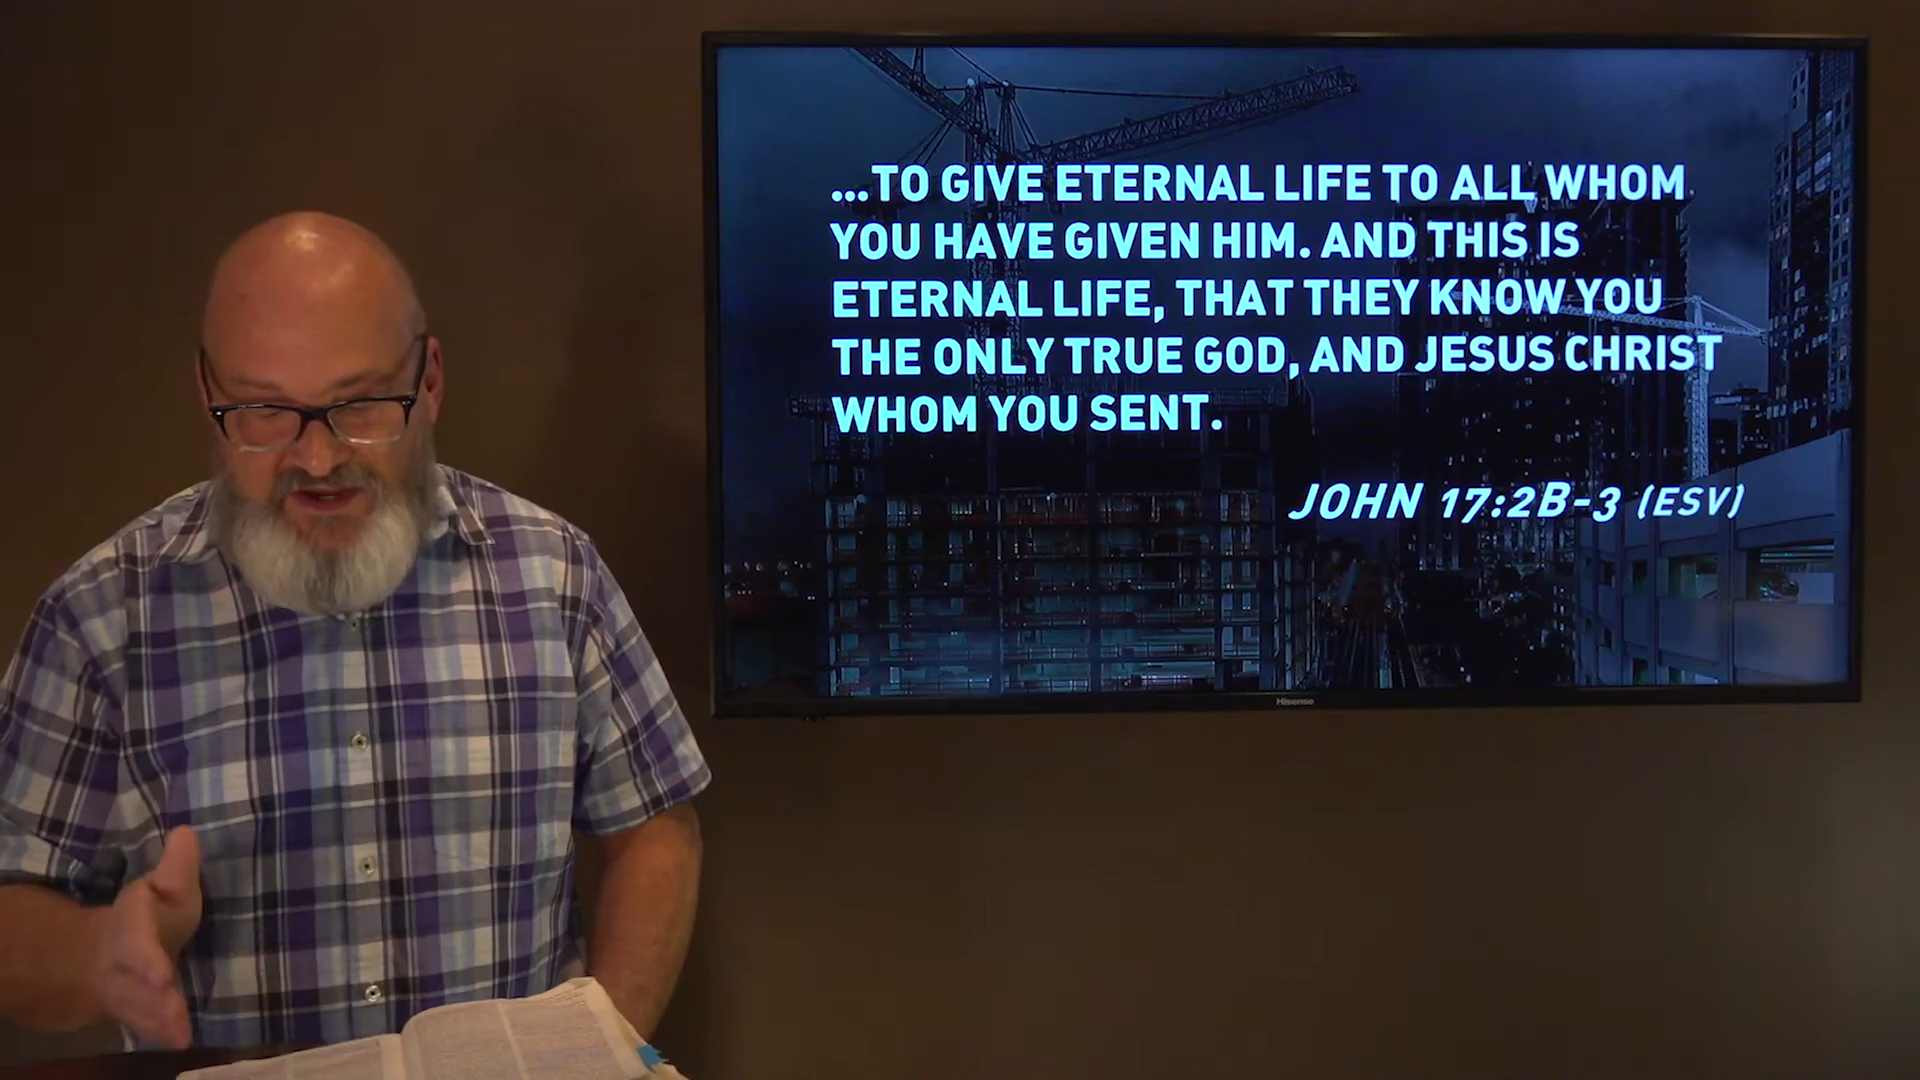 ...TO GIVE ETERNAL LIFE TO ALL WHOM
YOU HAVE GIVEN HIM. AND THIS IS
ETERNAL LIFE, THAT THEY KNOW YOU
THE ONLY TRUE GOD, AND JESUS CHRIST
WHOM YOU SENT.
JOHN 17:2B-3 (ESV)
Hisense